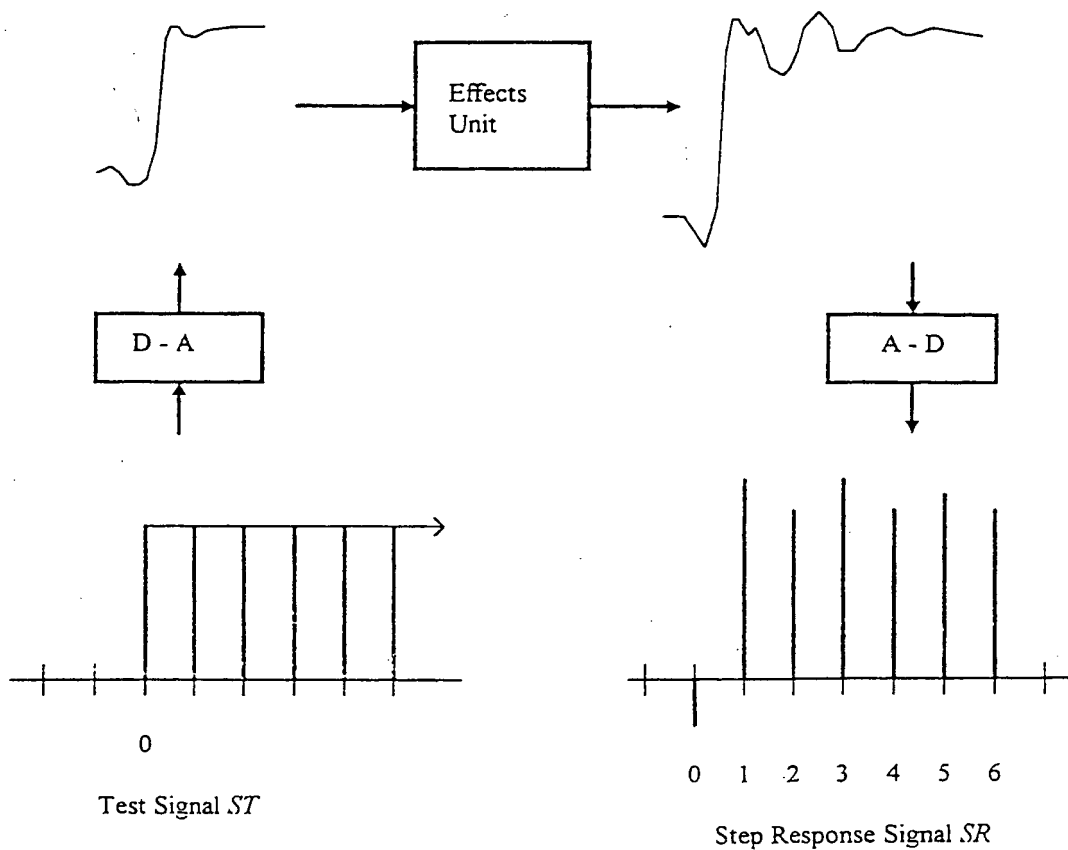 Effects
Unit
D - A
A - D
0
0 1 2 3 4 5 6
Test Signal ST
Step Response Signal SR